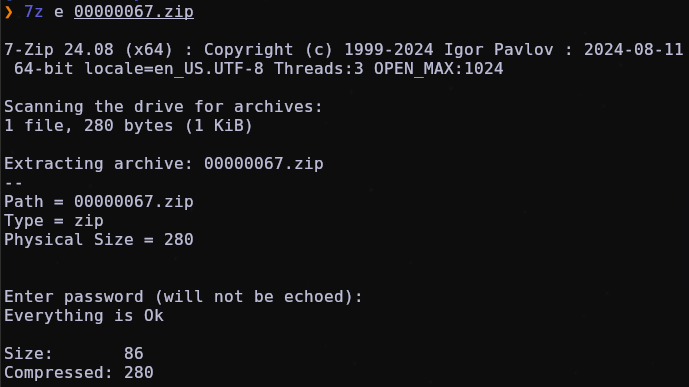 ❯ 7z e 00000067.zip
7-Zip 24.08 (x64) : Copyright (c) 1999-2024 Igor Pavlov : 2024-08-11
 64-bit locale=en_US.UTF-8 Threads:3 OPEN_MAX:1024
Scanning the drive for archives:
1 file, 280 bytes (1 KiB)
Extracting archive: 00000067.zip
--
Path = 00000067.zip
Type = zip
Physical Size = 280
Enter password (will not be echoed):
Everything is Ok
Size:       86
Compressed: 280